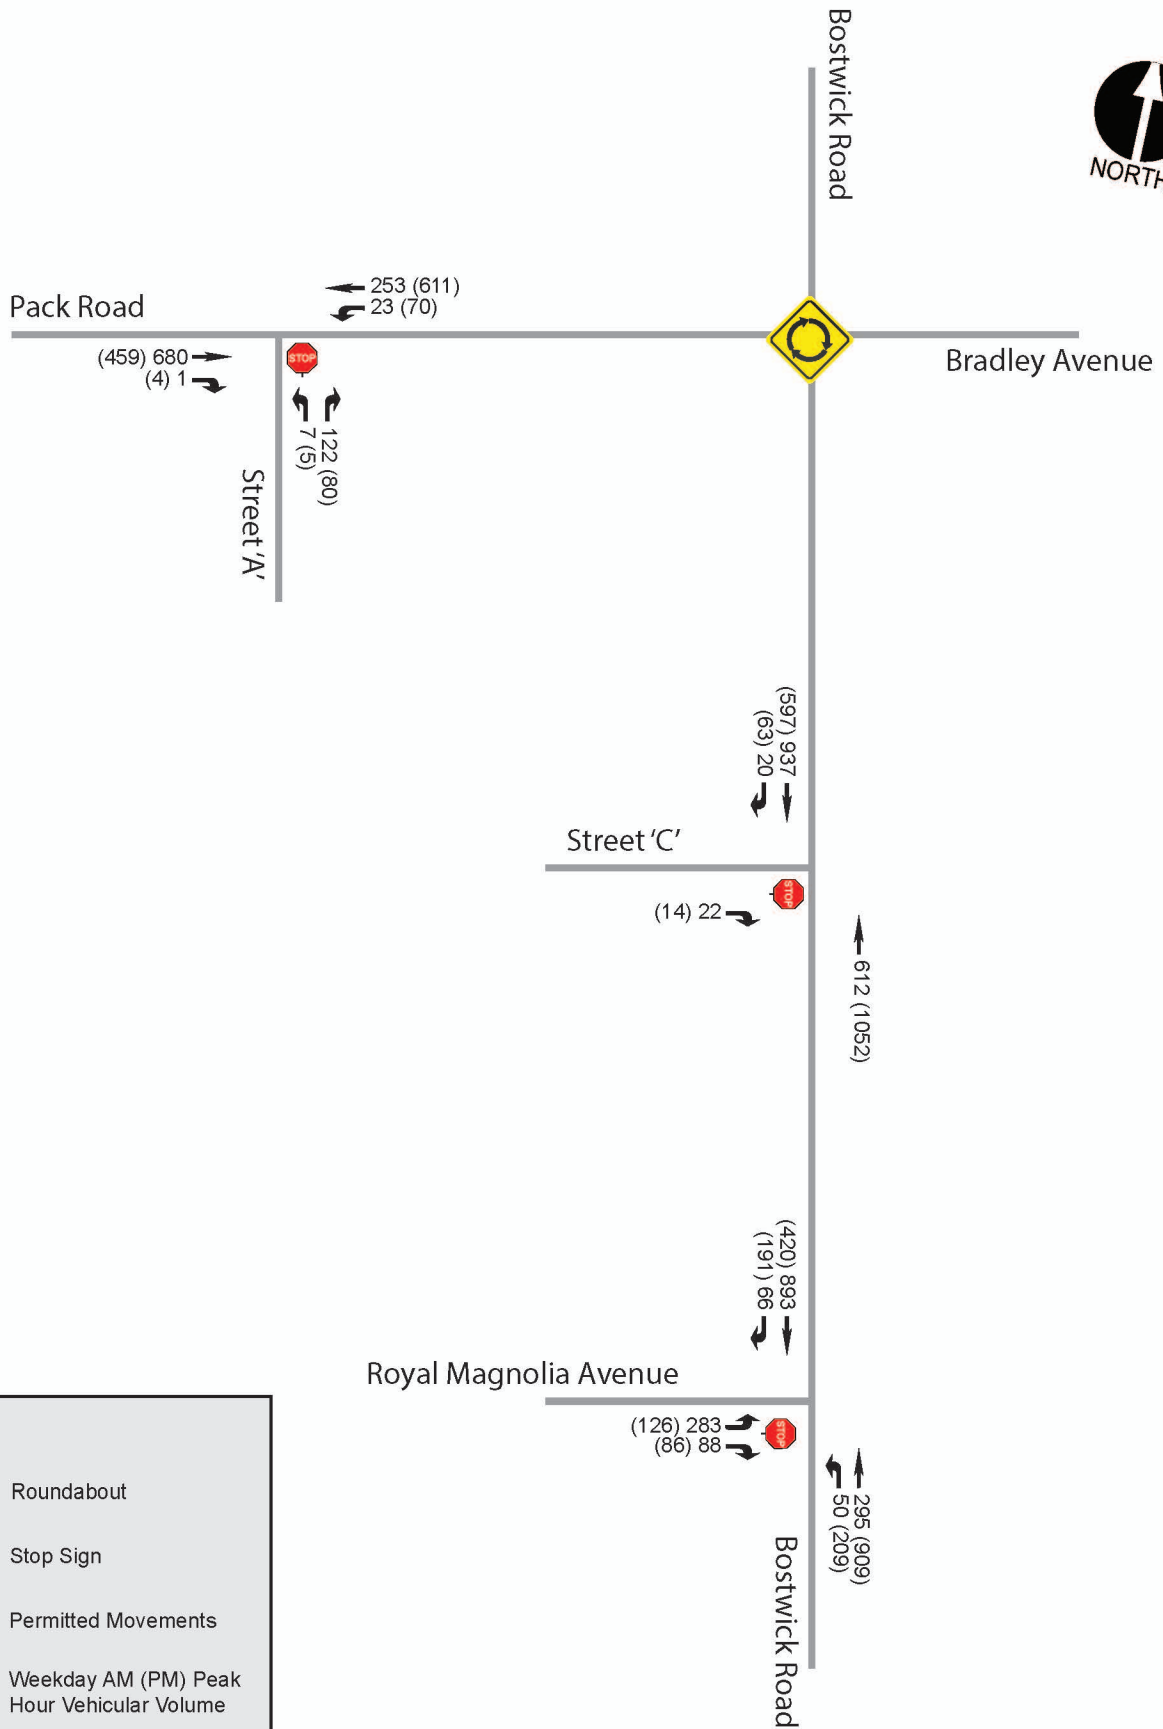 Bostwick Road
NORTH
Pack Road
253 (611)
23 (70)
(459) 680
(4) 1
STOP
Bradley Avenue
122 (80)
7 (5)
Street 'A'
(597) 937
(63) 20
Street 'C'
STOP
(14) 22
612 (1052)
(420) 893
(191) 66
Royal Magnolia Avenue
(126) 283
(86) 88
STOP
295 (909)
50 (209)
Bostwick Road
Roundabout
Stop Sign
Permitted Movements
Weekday AM (PM) Peak
Hour Vehicular Volume